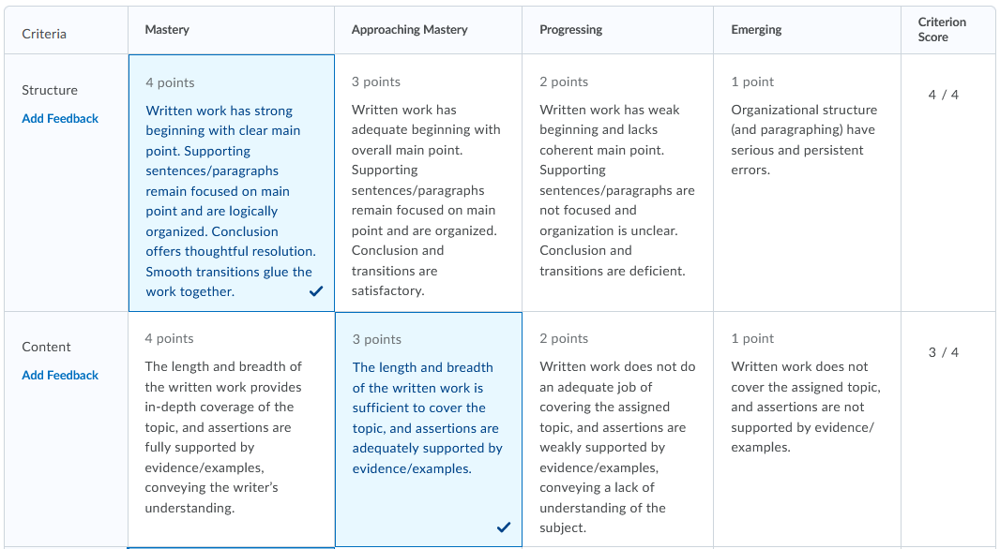 Criteria
Mastery
Approaching Mastery
Progressing
Emerging
Criterion
Score
Structure
Add Feedback
4 points
Written work has strong
beginning with clear main
point. Supporting
sentences/paragraphs
remain focused on main
point and are logically
organized. Conclusion
offers thoughtful resolution.
Smooth transitions glue the
work together.
3 points
Written work has
adequate beginning with
overall main point.
Supporting
sentences/paragraphs
remain focused on main
point and are organized.
Conclusion and
transitions are
satisfactory.
2 points
Written work has weak
beginning and lacks
coherent main point.
Supporting
sentences/paragraphs are
not focused and
organization is unclear.
Conclusion and
transitions are deficient.
1 point
Organizational structure
(and paragraphing) have
serious and persistent
errors.
4 / 4
Content
Add Feedback
4 points
The length and breadth of
the written work provides
in-depth coverage of the
topic, and assertions are
fully supported by
evidence/examples,
conveying the writer's
understanding.
3 points
The length and breadth
of the written work is
sufficient to cover the
topic, and assertions are
adequately supported by
evidence/examples.
2 points
Written work does not do
an adequate job of
covering the assigned
topic, and assertions are
weakly supported by
evidence/examples,
conveying a lack of
understanding of the
subject.
1 point
Written work does not
cover the assigned topic,
and assertions are not
supported by evidence/
examples.
3 / 4